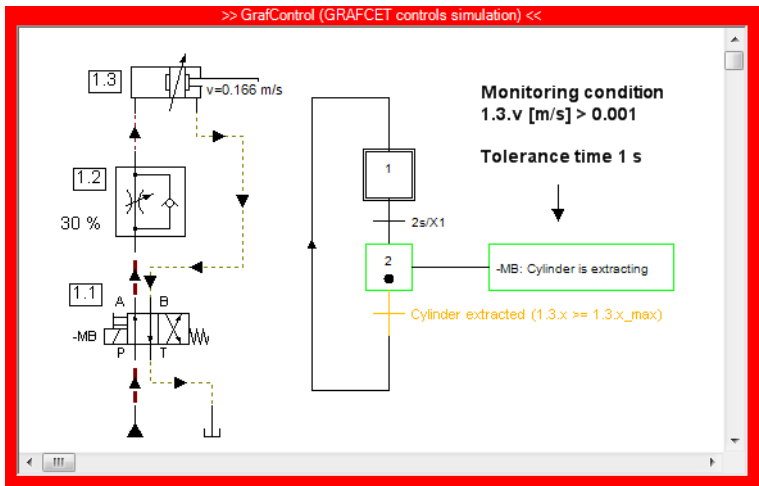 >> GrafControl (GRAFCET controls simulation) <<
1.3
v=0.166 m/s
Monitoring condition
1.3.v [m/s] > 0.001
Tolerance time 1 s
1
1.2
2s/X1
30 %
2
-MB: Cylinder is extracting
1.1
A
B
Cylinder extracted (1.3.x >= 1.3.x_max)
-MB
P
T